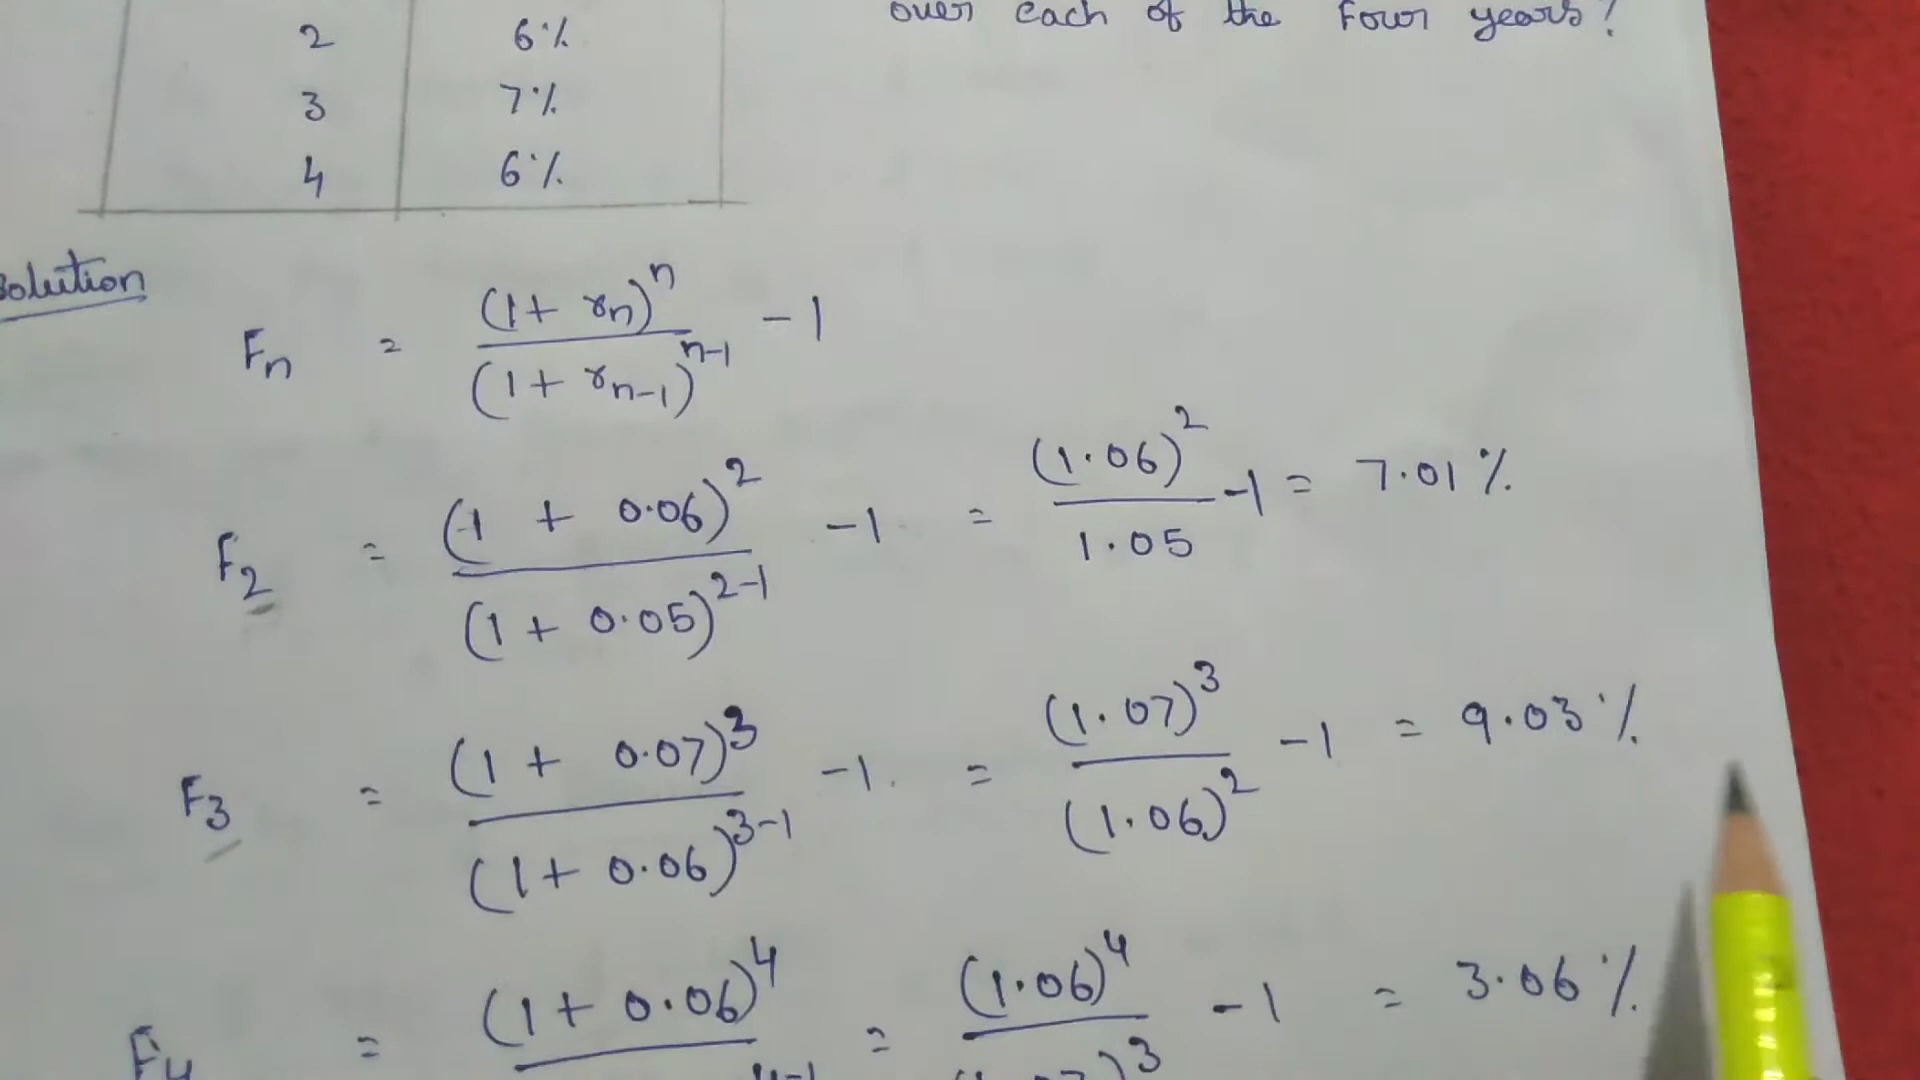 over each of the Four years?
2 6%
3 7%
4 6%
Solution
Fn = (1 + rn)^n / (1 + rn-1)^n-1 - 1
F2 = (1 + 0.06)^2 / (1 + 0.05)^2-1 - 1 = (1.06)^2 / 1.05 - 1 = 7.01%
F3 = (1 + 0.07)^3 / (1 + 0.06)^3-1 - 1 = (1.07)^3 / (1.06)^2 - 1 = 9.03%
F4 = (1 + 0.06)^4 = (1.06)^4 - 1 = 3.06%